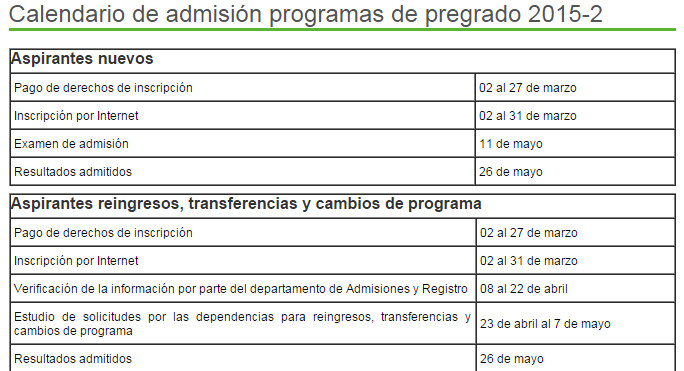 Calendario de admisión programas de pregrado 2015-2
Aspirantes nuevos
Pago de derechos de inscripción 02 al 27 de marzo
Inscripción por Internet 02 al 31 de marzo
Examen de admisión 11 de mayo
Resultados admitidos 26 de mayo
Aspirantes reingresos, transferencias y cambios de programa
Pago de derechos de inscripción 02 al 27 de marzo
Inscripción por Internet 02 al 31 de marzo
Verificación de la información por parte del departamento de Admisiones y Registro 08 al 22 de abril
Estudio de solicitudes por las dependencias para reingresos, transferencias y
cambios de programa 23 de abril al 7 de mayo
Resultados admitidos 26 de mayo